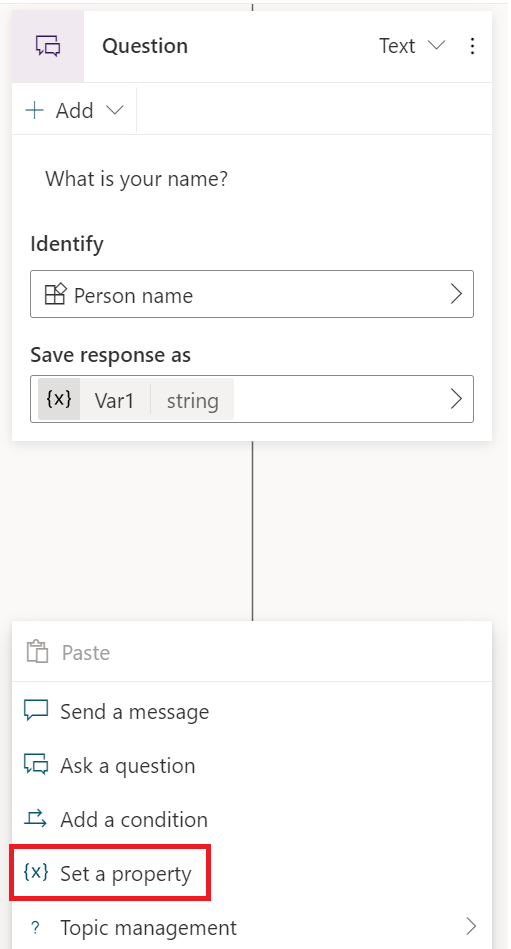 Question Text
Add
What is your name?
Identify
Person name
Save response as
{x} Var1 string
Paste
Send a message
Ask a question
Add a condition
{x} Set a property
? Topic management